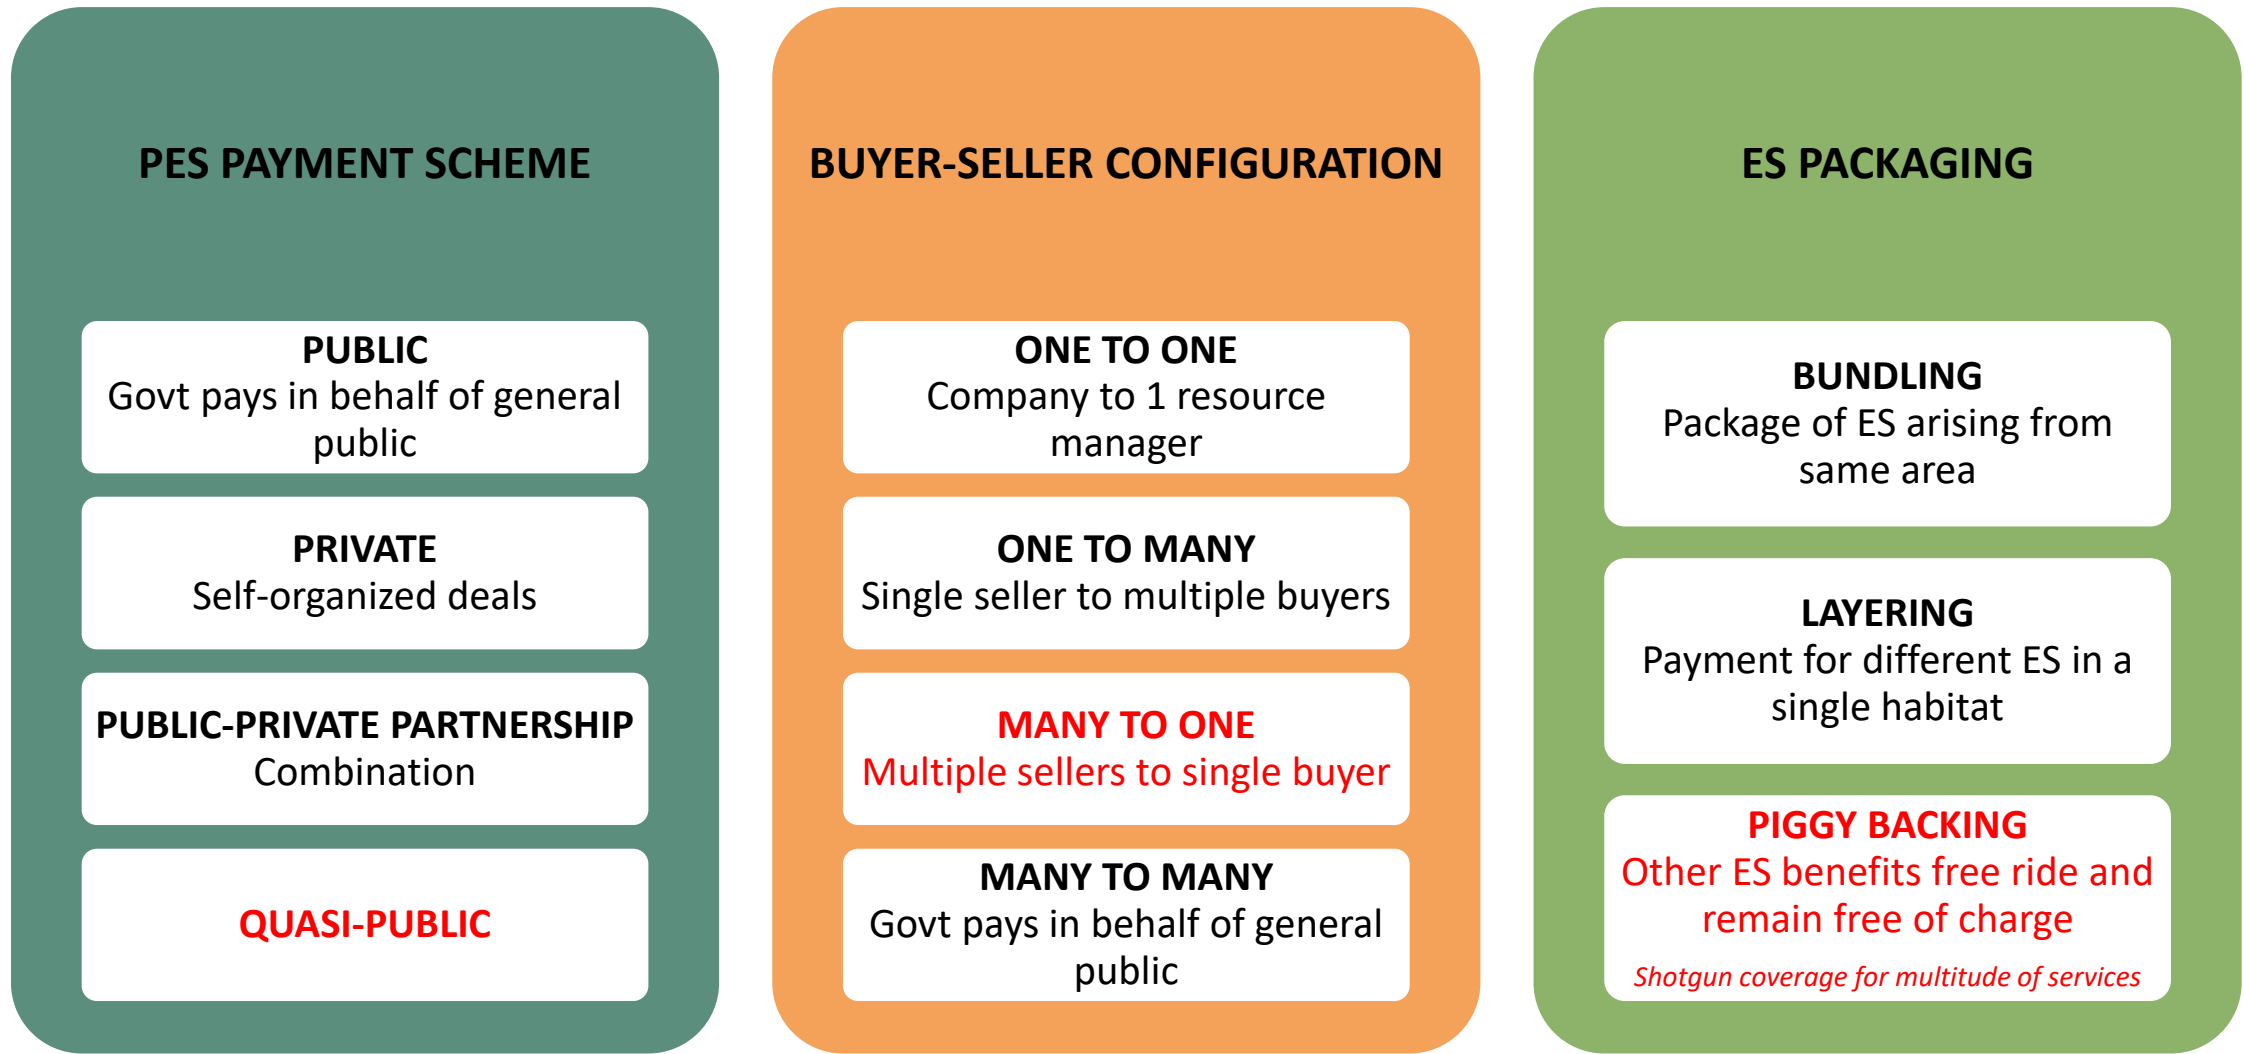 PES PAYMENT SCHEME
PUBLIC
Govt pays in behalf of general
public
PRIVATE
Self-organized deals
PUBLIC-PRIVATE PARTNERSHIP
Combination
QUASI-PUBLIC
BUYER-SELLER CONFIGURATION
ONE TO ONE
Company to 1 resource
manager
ONE TO MANY
Single seller to multiple buyers
MANY TO ONE
Multiple sellers to single buyer
MANY TO MANY
Govt pays in behalf of general
public
ES PACKAGING
BUNDLING
Package of ES arising from
same area
LAYERING
Payment for different ES in a
single habitat
PIGGY BACKING
Other ES benefits free ride and
remain free of charge
Shotgun coverage for multitude of services